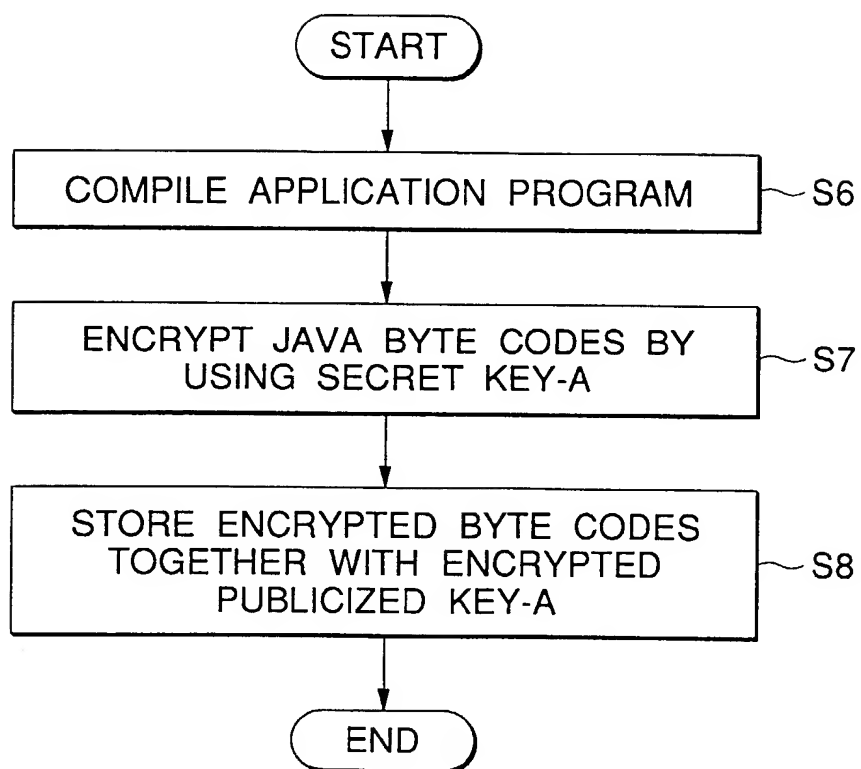 START
COMPILE APPLICATION PROGRAM
S6
ENCRYPT JAVA BYTE CODES BY
USING SECRET KEY-A
S7
STORE ENCRYPTED BYTE CODES
TOGETHER WITH ENCRYPTED
PUBLICIZED KEY-A
S8
END